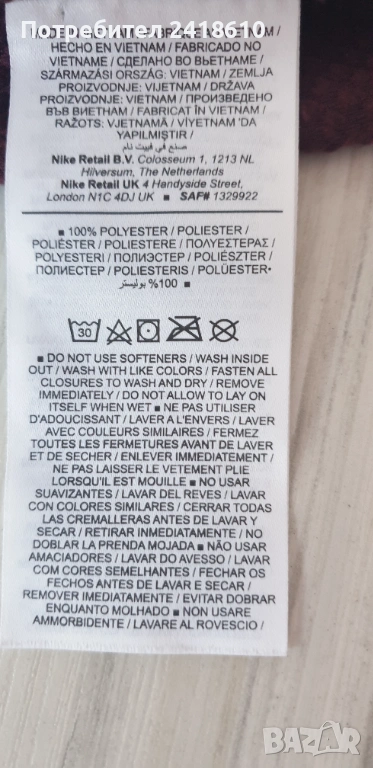 Потребител 2418610
HECHO EN VIETNAM / FABRICADO NO
VIETNAME / СДЕЛАНО ВО ВЬЕТНАМЕ /
SZÁRMAZÁSI ORSZÁG: VIETNAM / ZEMLJA
PROIZVODNJE: VIJETNAM / DRŽAVA
PROIZVODNJE: VIETNAM / ПРОИЗВЕДЕНО
ВЪВ ВИЕТНАМ / FABRICAT ÎN VIETNAM /
RAŽOTS: VJETNAMĀ / VİYETNAM 'DA
YAPILMIŞTIR /
صنع في فييت نام
Nike Retail B.V. Colosseum 1, 1213 NL
Hilversum, The Netherlands
Nike Retail UK 4 Handyside Street,
London N1C 4DJ UK ■ SAF# 1329922
■ 100% POLYESTER / POLIESTER /
POLIÉSTER / POLIESTERE / ΠΟΛΥΕΣΤΕΡΑΣ /
POLYESTERI / ПОЛИЭСТЕР / POLIÉSZTER /
ПОЛИЕСТЕР / POLIESTERIS / POLÜESTER■
100% بوليستر
30
■ DO NOT USE SOFTENERS / WASH INSIDE
OUT / WASH WITH LIKE COLORS / FASTEN ALL
CLOSURES TO WASH AND DRY / REMOVE
IMMEDIATELY / DO NOT ALLOW TO LAY ON
ITSELF WHEN WET ■ NE PAS UTILISER
D'ADOUCISSANT / LAVER A L'ENVERS / LAVER
AVEC COULEURS SIMILAIRES / FERMEZ
TOUTES LES FERMETURES AVANT DE LAVER
ET DE SECHER / ENLEVER IMMEDIATEMENT /
NE PAS LAISSER LE VETEMENT PLIE
LORSQU'IL EST MOUILLE ■ NO USAR
SUAVIZANTES / LAVAR DEL REVES / LAVAR
CON COLORES SIMILARES / CERRAR TODAS
LAS CREMALLERAS ANTES DE LAVAR Y
SECAR / RETIRAR INMEDIATAMENTE / NO
DOBLAR LA PRENDA MOJADA ■ NÃO USAR
AMACIADORES / LAVAR DO AVESSO / LAVAR
COM CORES SEMELHANTES / FECHAR OS
FECHOS ANTES DE LAVAR E SECAR /
REMOVER IMEDIATAMENTE / EVITAR DOBRAR
ENQUANTO MOLHADO ■ NON USARE
AMMORBIDENTE / LAVARE AL ROVESCIO /
BAZAR